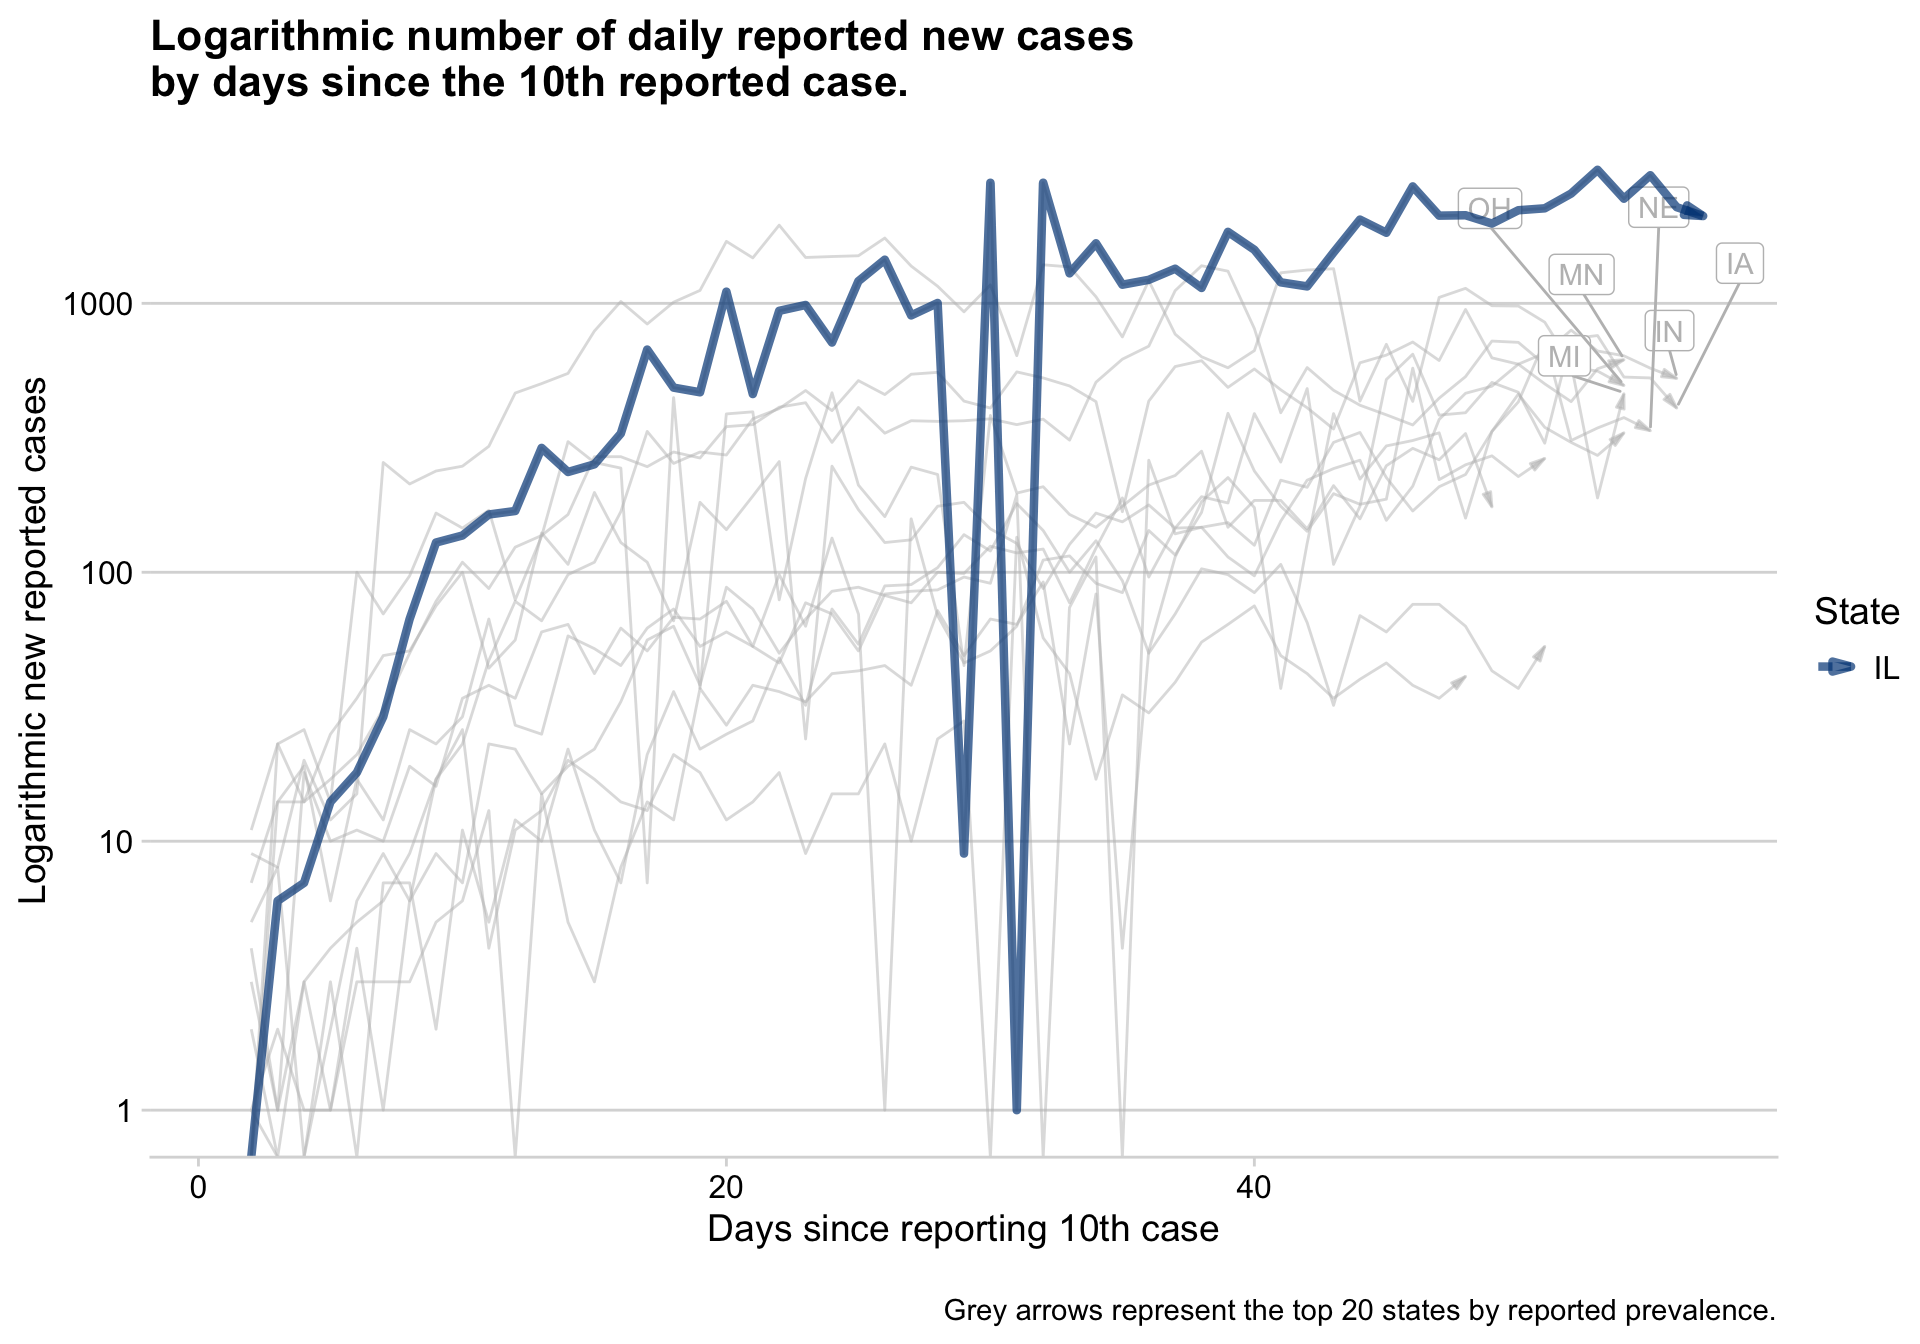 Logarithmic number of daily reported new cases
by days since the 10th reported case.
Logarithmic new reported cases
1000
100
10
1
OH
NE
MN
IA
IN
MI
State
IL
0
20
40
Days since reporting 10th case
Grey arrows represent the top 20 states by reported prevalence.